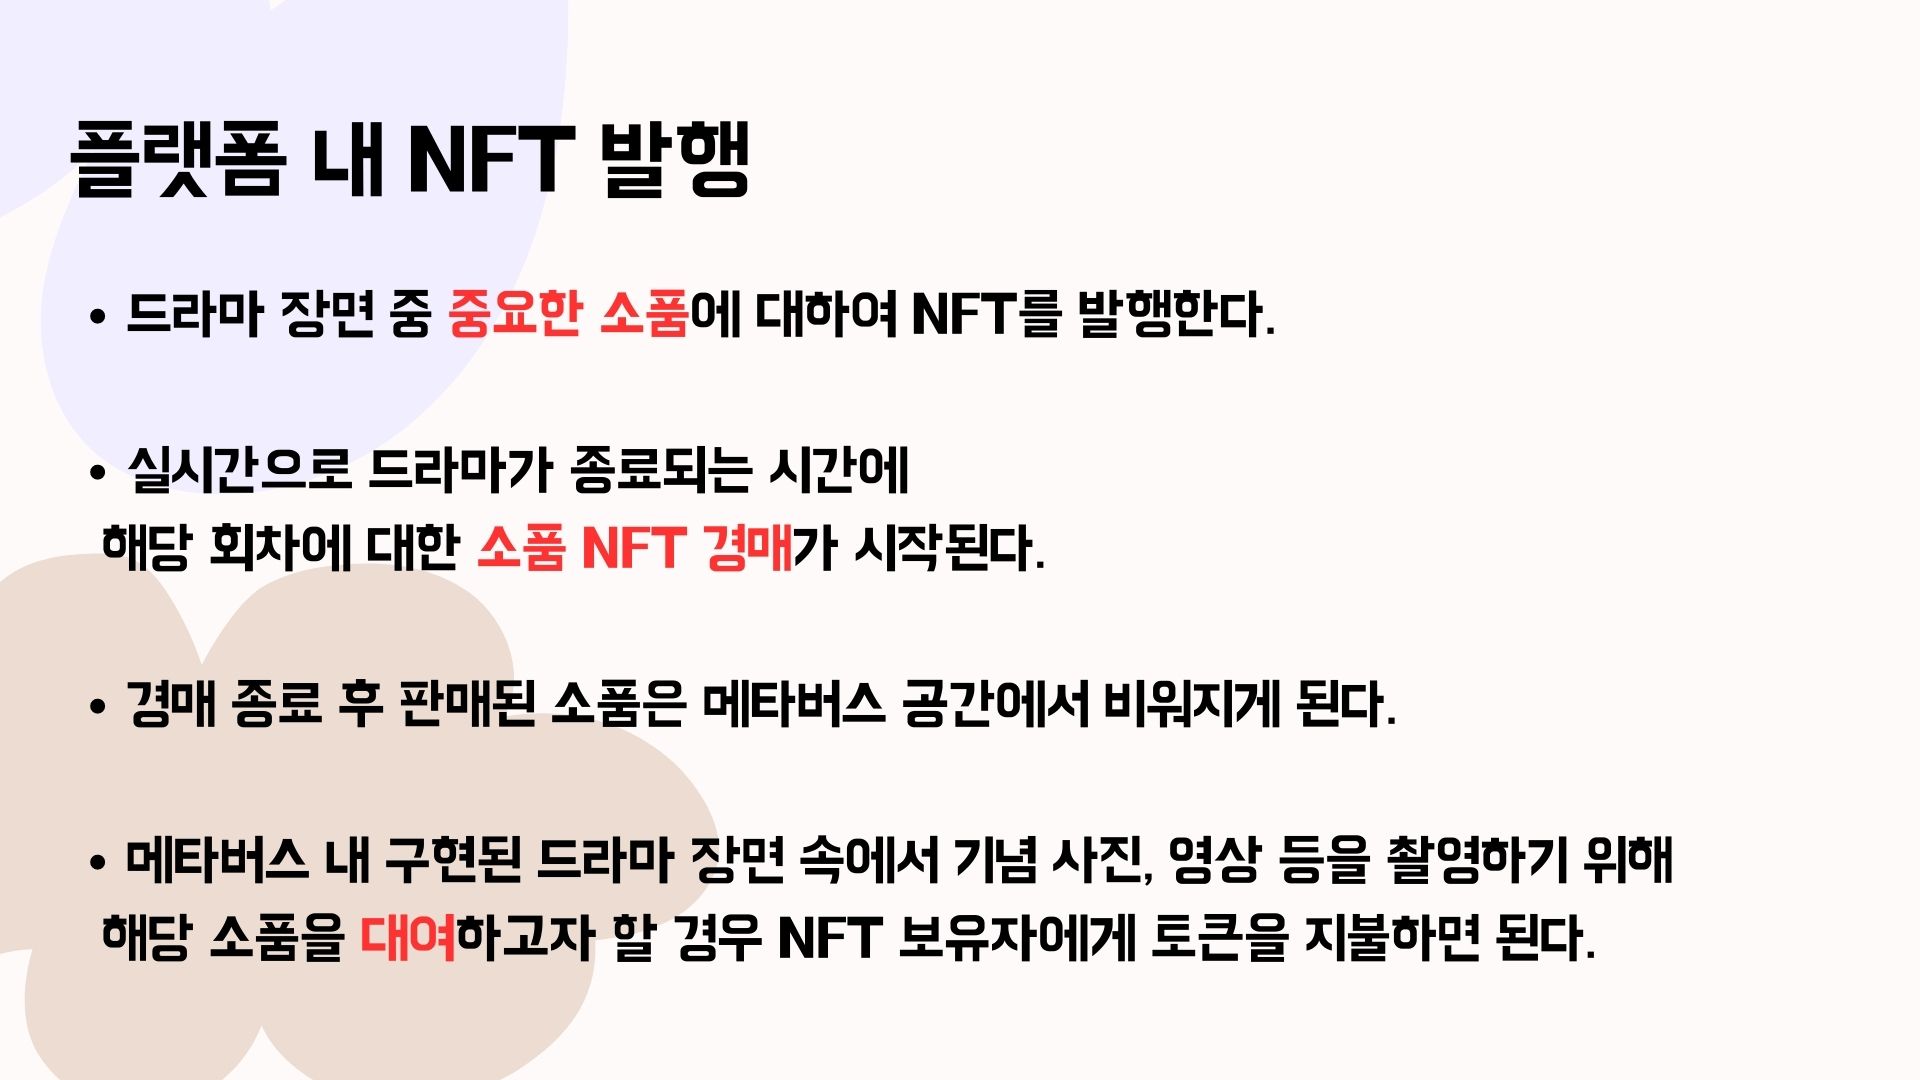 플랫폼 내 NFT 발행
• 드라마 장면 중 중요한 소품에 대하여 NFT를 발행한다.
• 실시간으로 드라마가 종료되는 시간에
해당 회차에 대한 소품 NFT 경매가 시작된다.
• 경매 종료 후 판매된 소품은 메타버스 공간에서 비워지게 된다.
• 메타버스 내 구현된 드라마 장면 속에서 기념 사진, 영상 등을 촬영하기 위해
해당 소품을 대여하고자 할 경우 NFT 보유자에게 토큰을 지불하면 된다.